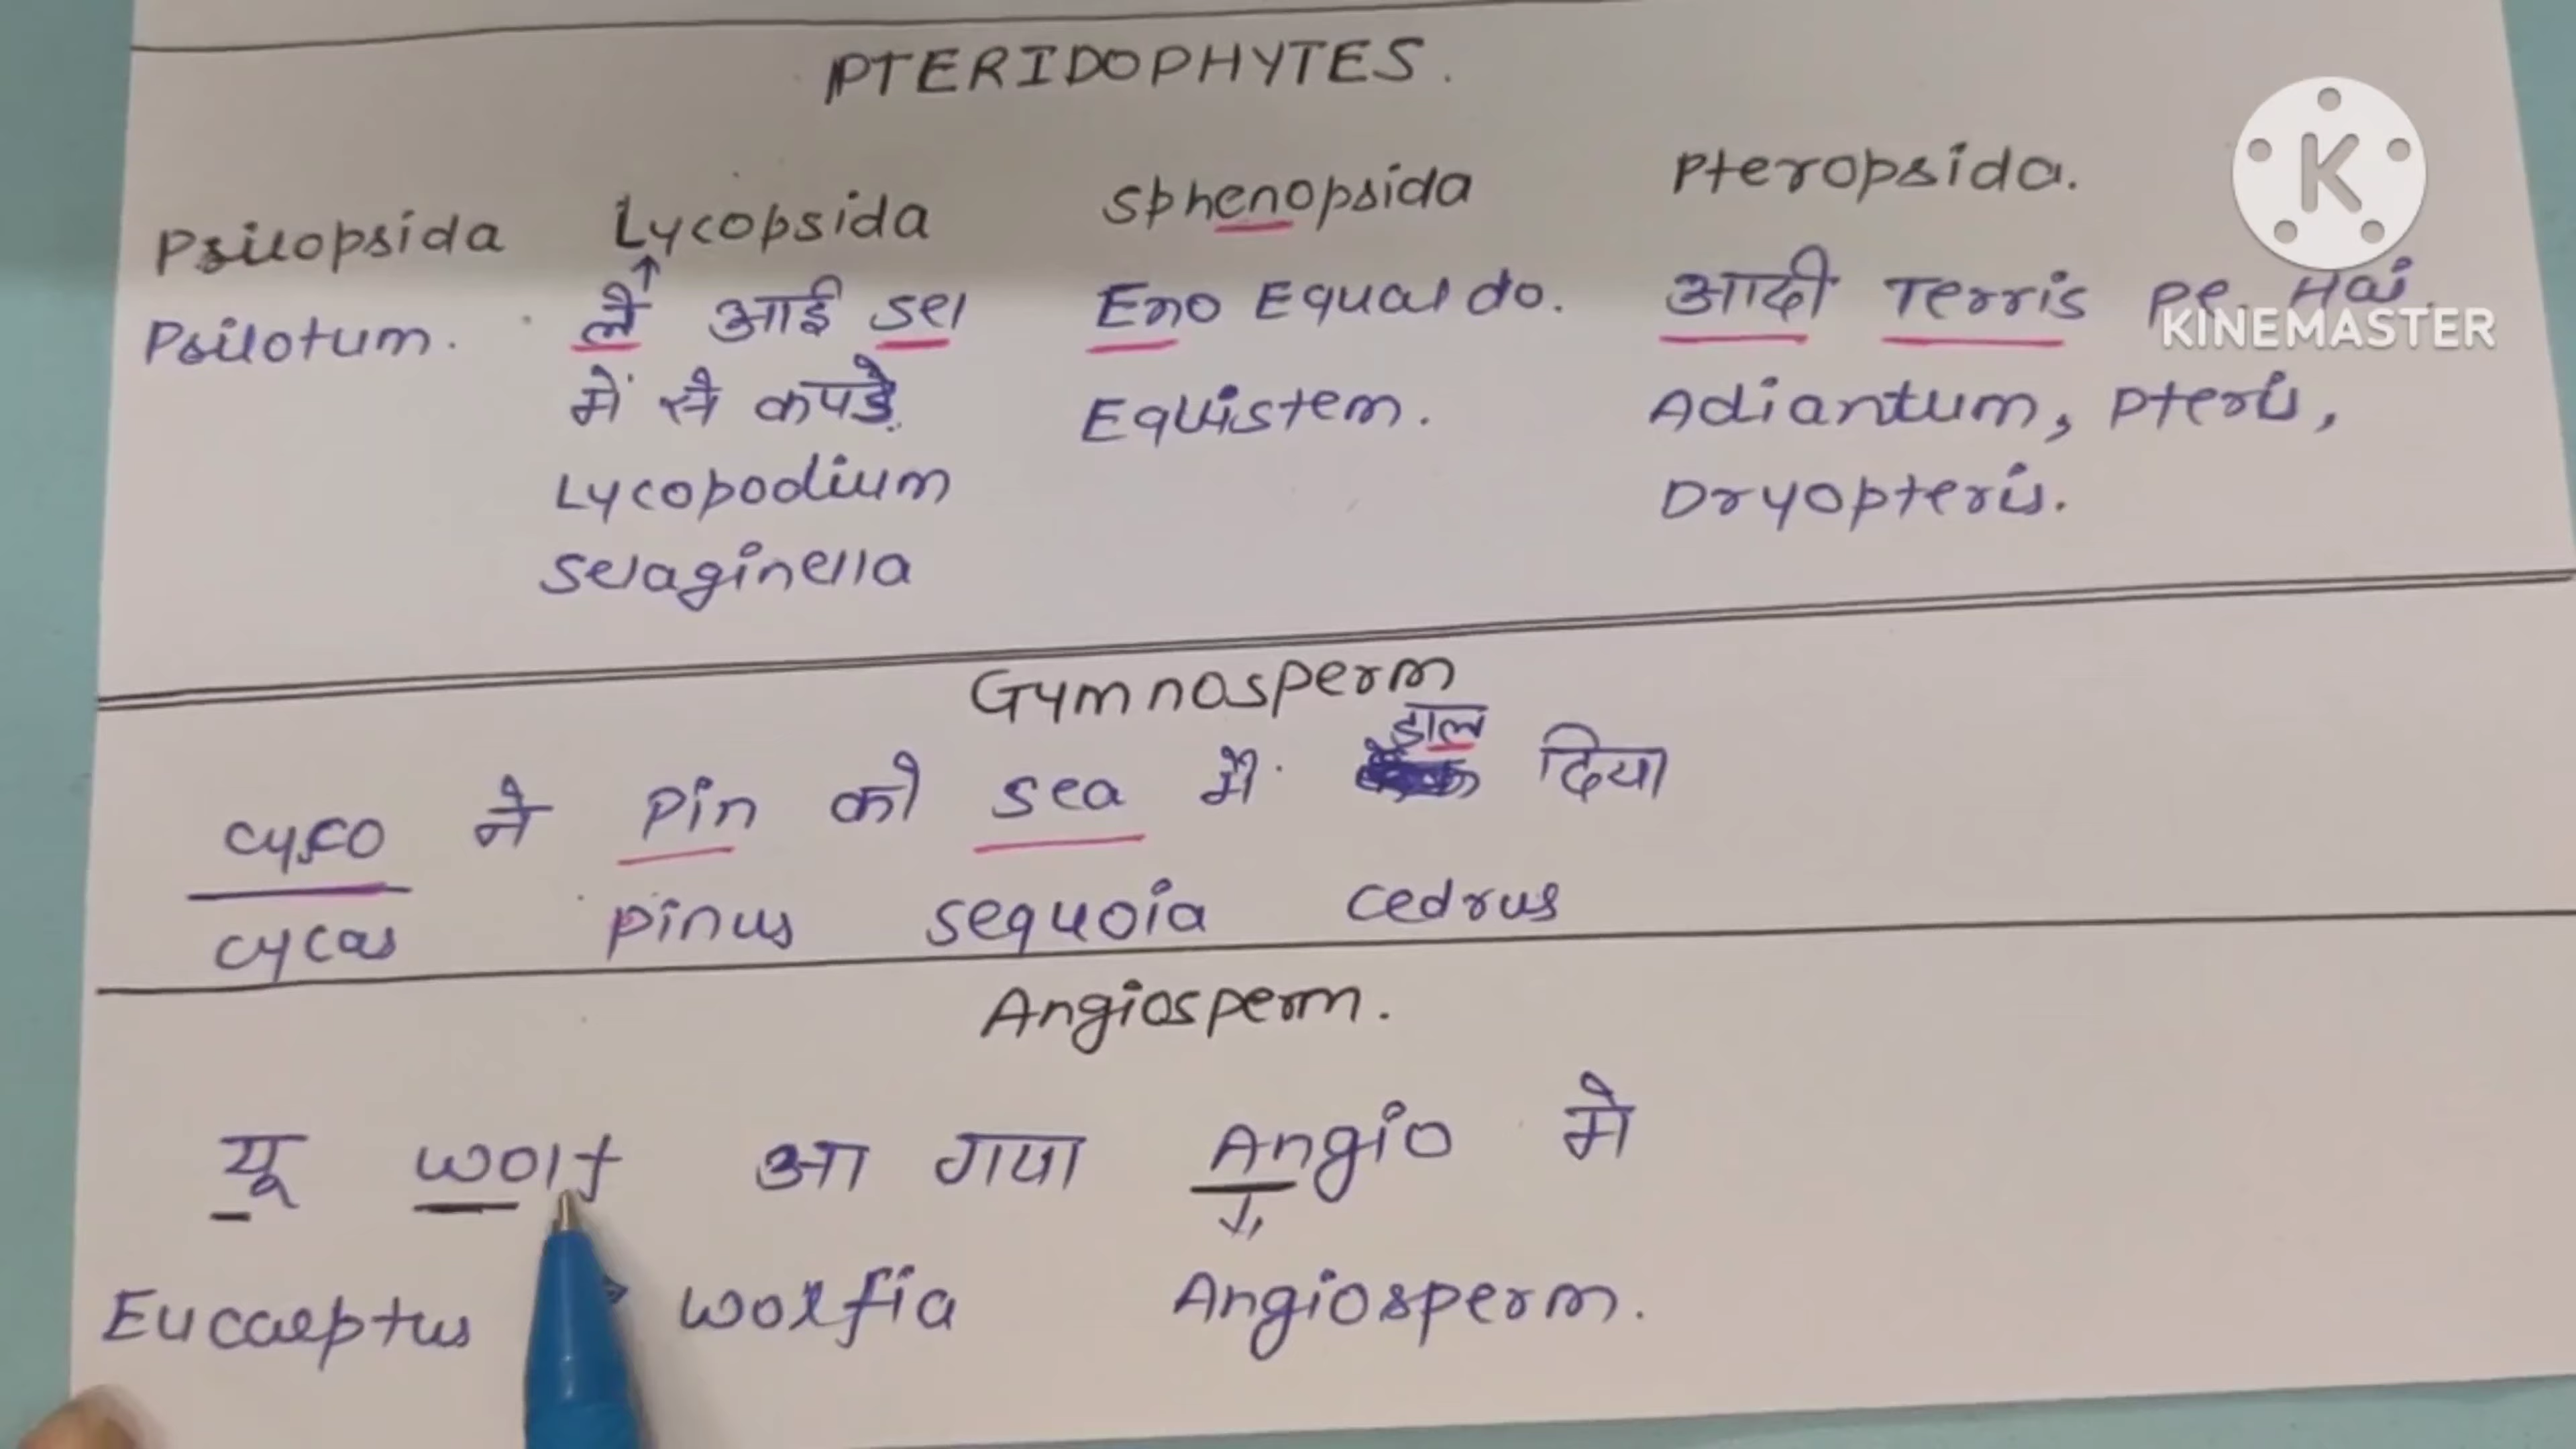 PTERIDOPHYTES.
Psilopsida Lycopsida Sphenopsida Pteropsida.
Psilotum. लै आई sel Eno Equal do. आदी Terris pe Hai.
में से कपड़े Equistem. Adiantum, Pteris,
Lycopodium Dryopteris.
Selaginella
Gymnosperm
cyco ने Pin को sea में डाल दिया
cycas pinus sequoia cedrus
Angiosperm.
यू wolf आ गया Angio मे
Eucaeptus wolfia Angiosperm.
K
KINEMASTER